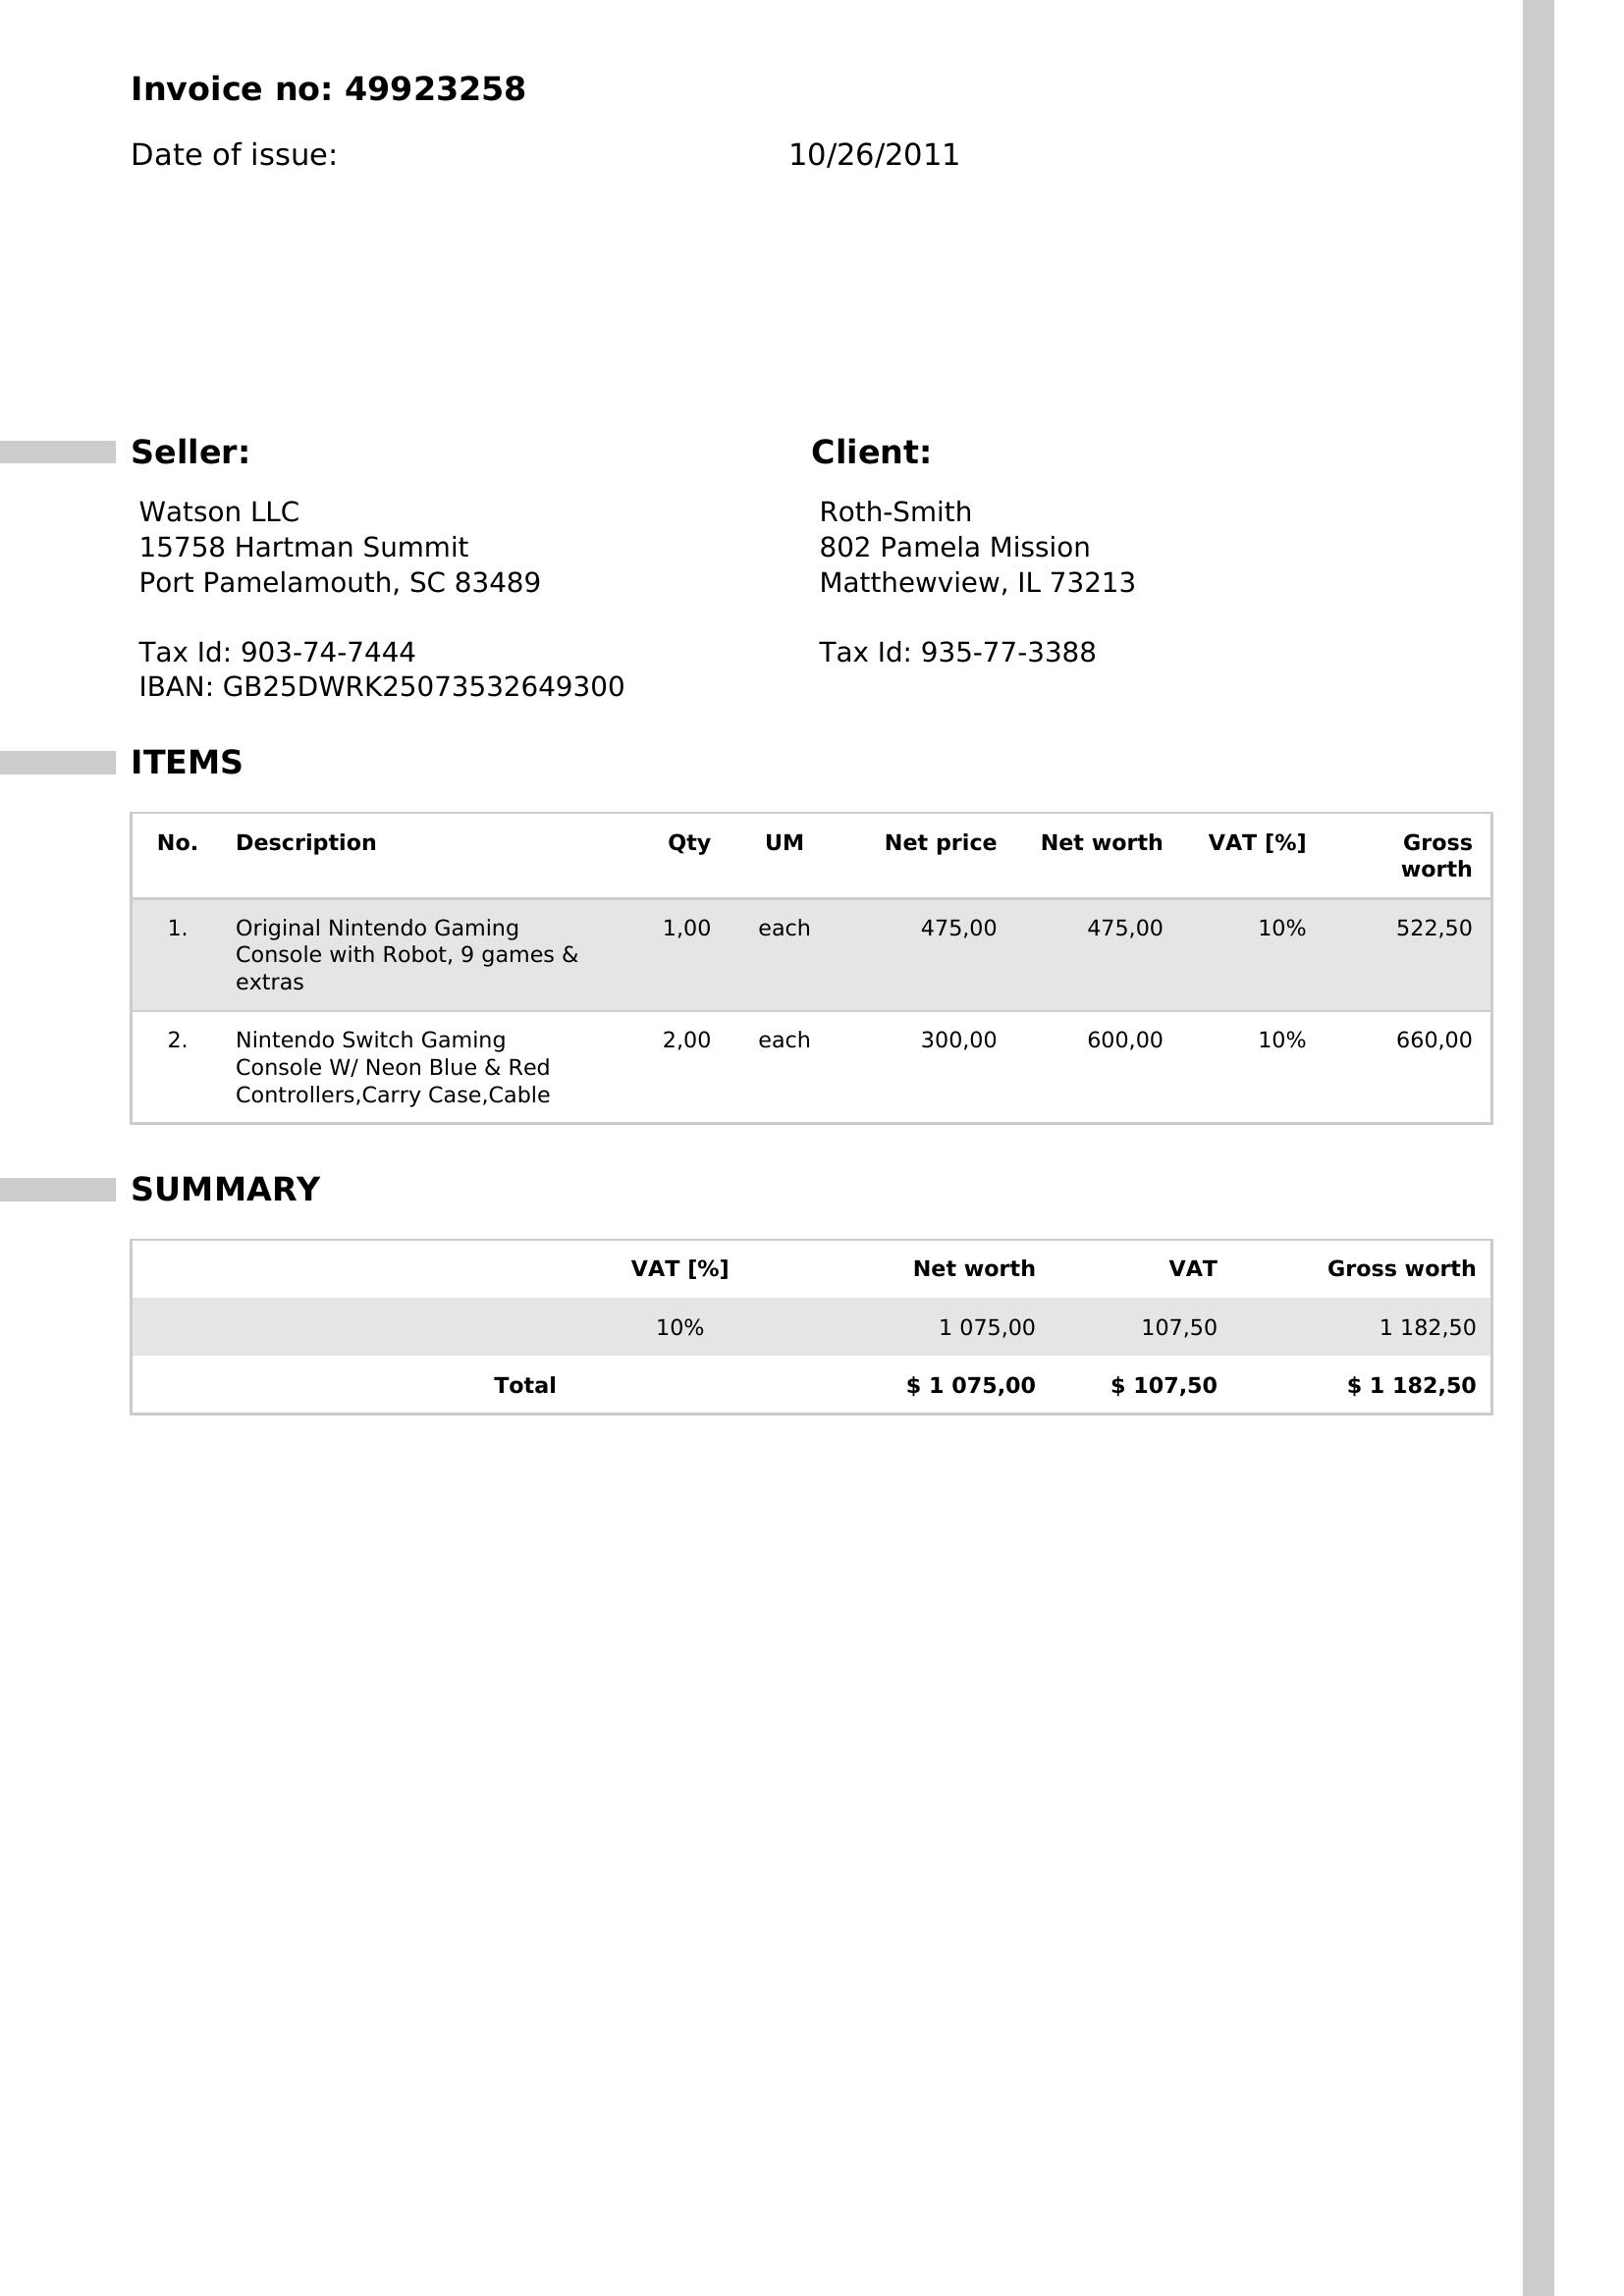 Invoice no: 49923258
Date of issue: 10/26/2011
Seller:
Watson LLC
15758 Hartman Summit
Port Pamelamouth, SC 83489
Tax Id: 903-74-7444
IBAN: GB25DWRK25073532649300
Client:
Roth-Smith
802 Pamela Mission
Matthewview, IL 73213
Tax Id: 935-77-3388
ITEMS
No. Description Qty UM Net price Net worth VAT [%] Gross
worth
1. Original Nintendo Gaming 1,00 each 475,00 475,00 10% 522,50
Console with Robot, 9 games &
extras
2. Nintendo Switch Gaming 2,00 each 300,00 600,00 10% 660,00
Console W/ Neon Blue & Red
Controllers,Carry Case,Cable
SUMMARY
VAT [%] Net worth VAT Gross worth
10% 1 075,00 107,50 1 182,50
Total $ 1 075,00 $ 107,50 $ 1 182,50